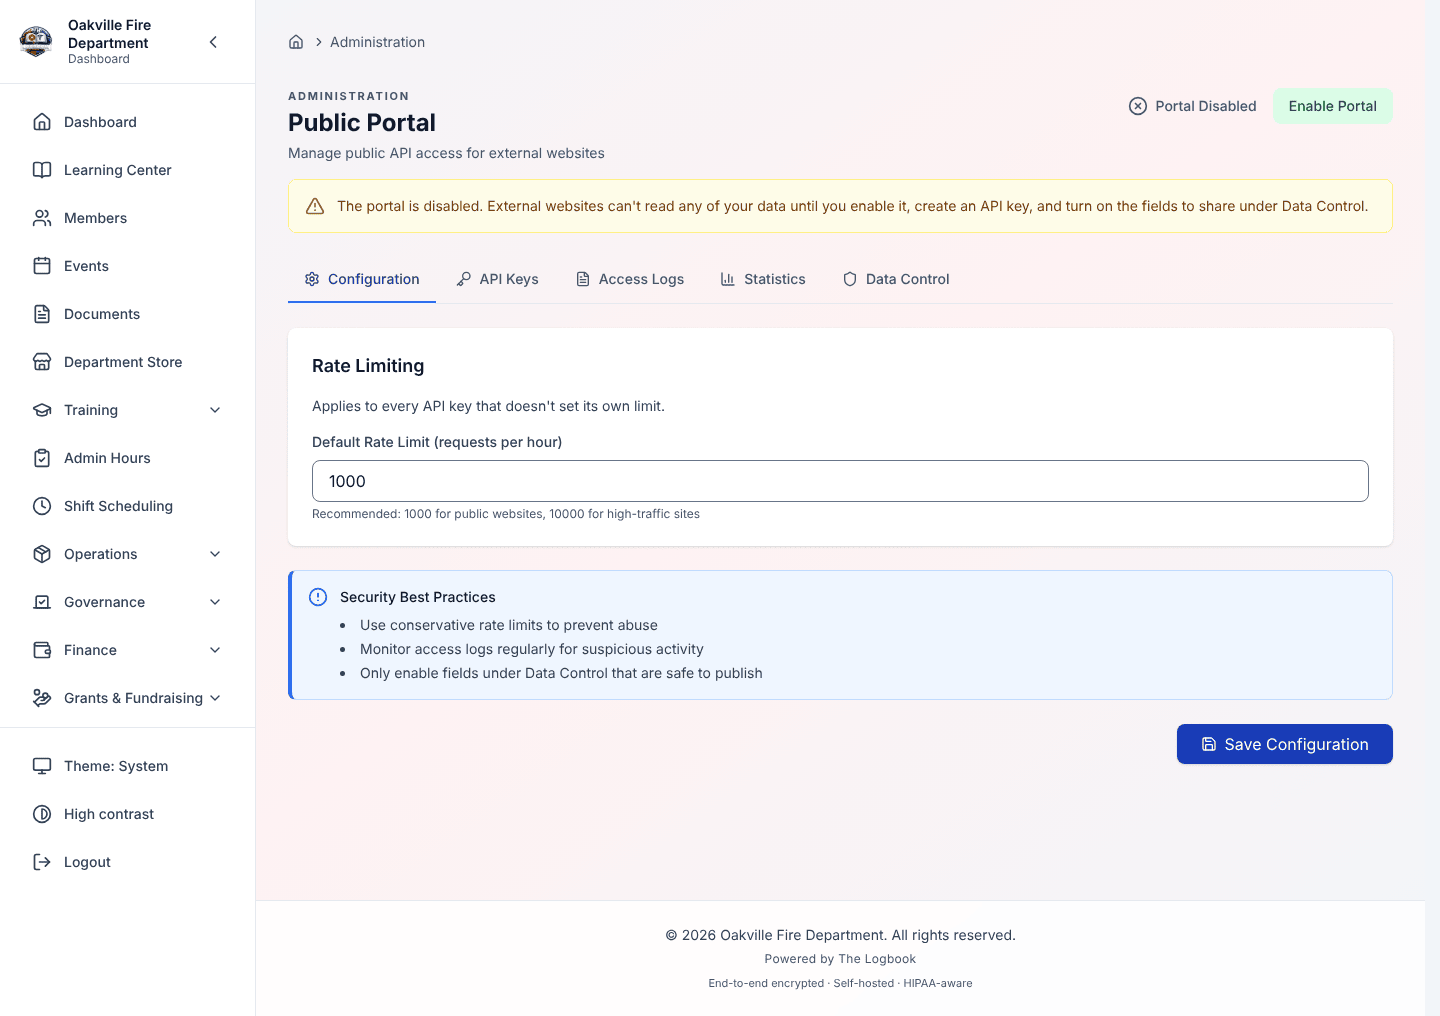 Oakville Fire
Department
Dashboard
Dashboard
Learning Center
Members
Events
Documents
Department Store
Training
Admin Hours
Shift Scheduling
Operations
Governance
Finance
Grants & Fundraising
Theme: System
High contrast
Logout
Administration
ADMINISTRATION
Public Portal
Manage public API access for external websites
Portal Disabled
Enable Portal
The portal is disabled. External websites can't read any of your data until you enable it, create an API key, and turn on the fields to share under Data Control.
Configuration
API Keys
Access Logs
Statistics
Data Control
Rate Limiting
Applies to every API key that doesn't set its own limit.
Default Rate Limit (requests per hour)
1000
Recommended: 1000 for public websites, 10000 for high-traffic sites
Security Best Practices
Use conservative rate limits to prevent abuse
Monitor access logs regularly for suspicious activity
Only enable fields under Data Control that are safe to publish
Save Configuration
© 2026 Oakville Fire Department. All rights reserved.
Powered by The Logbook
End-to-end encrypted · Self-hosted · HIPAA-aware